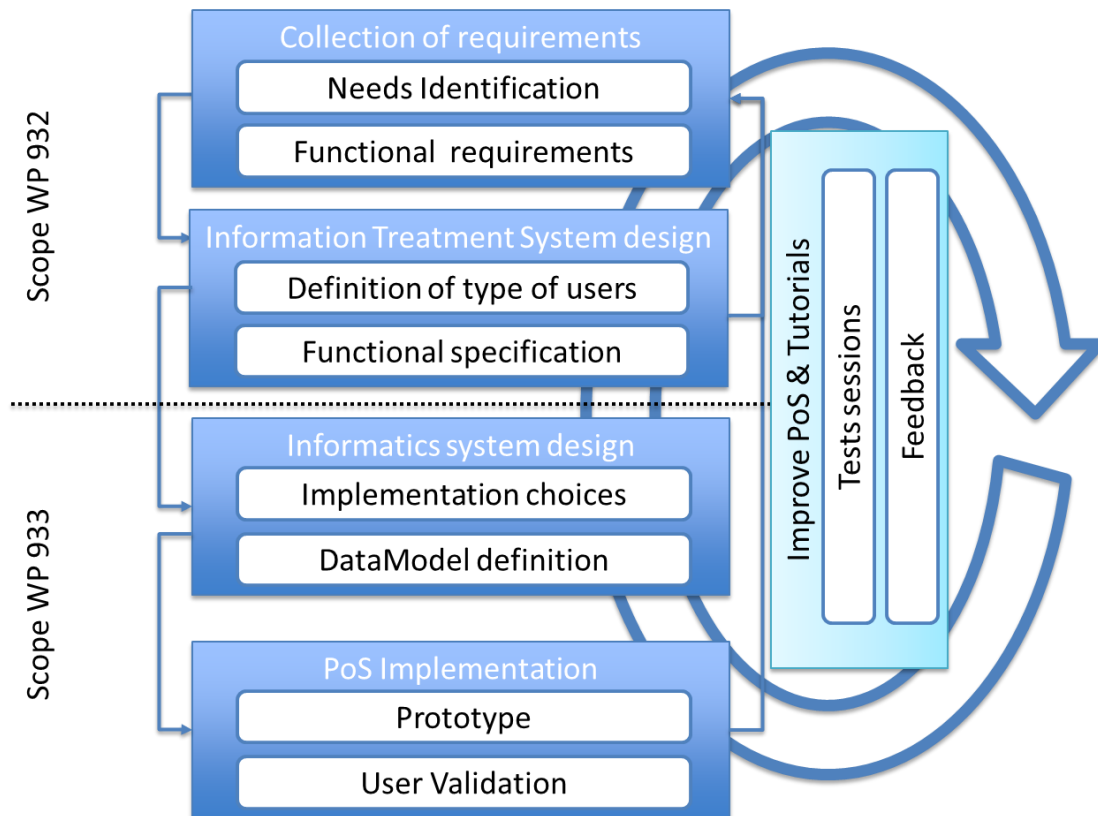 Scope WP 932
Collection of requirements
Needs Identification
Functional requirements
Information Treatment System design
Definition of type of users
Functional specification
Scope WP 933
Informatics system design
Implementation choices
DataModel definition
PoS Implementation
Prototype
User Validation
Improve PoS & Tutorials
Tests sessions
Feedback